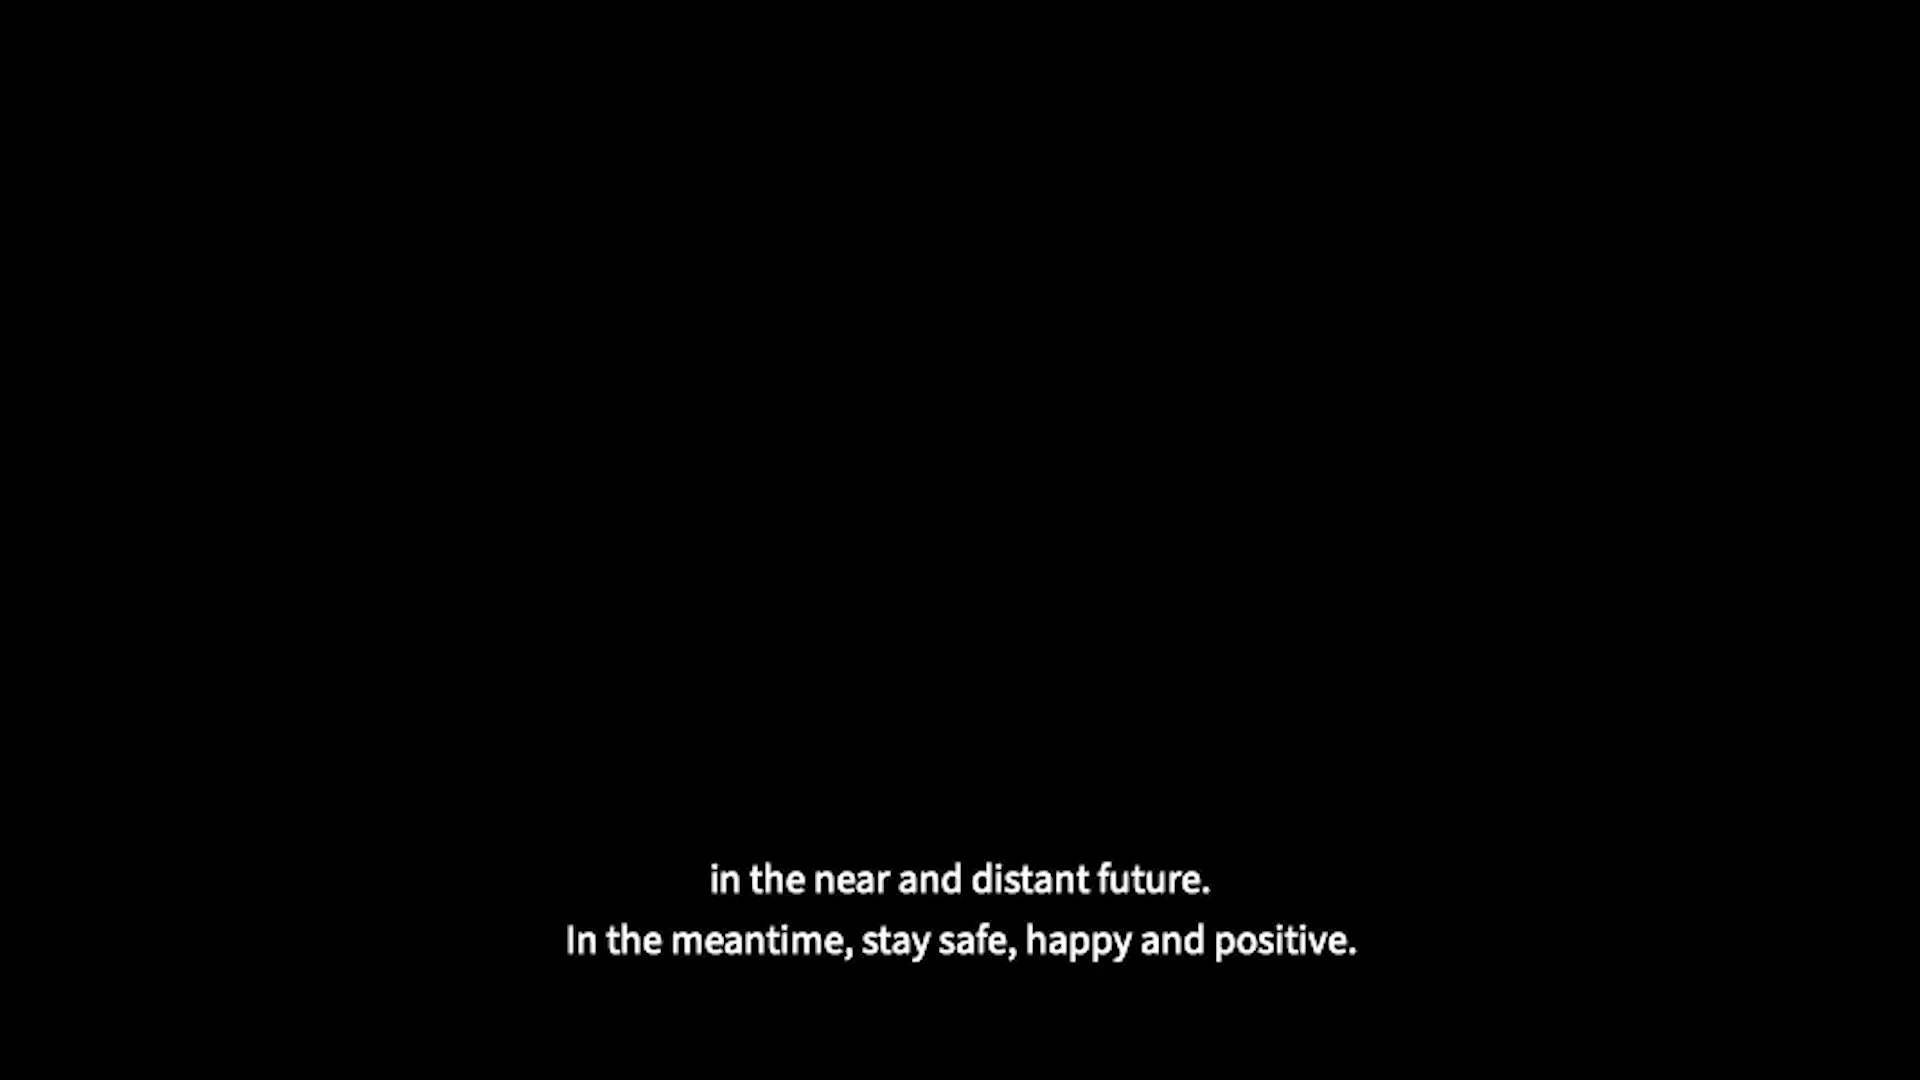 in the near and distant future.
In the meantime, stay safe, happy and positive.